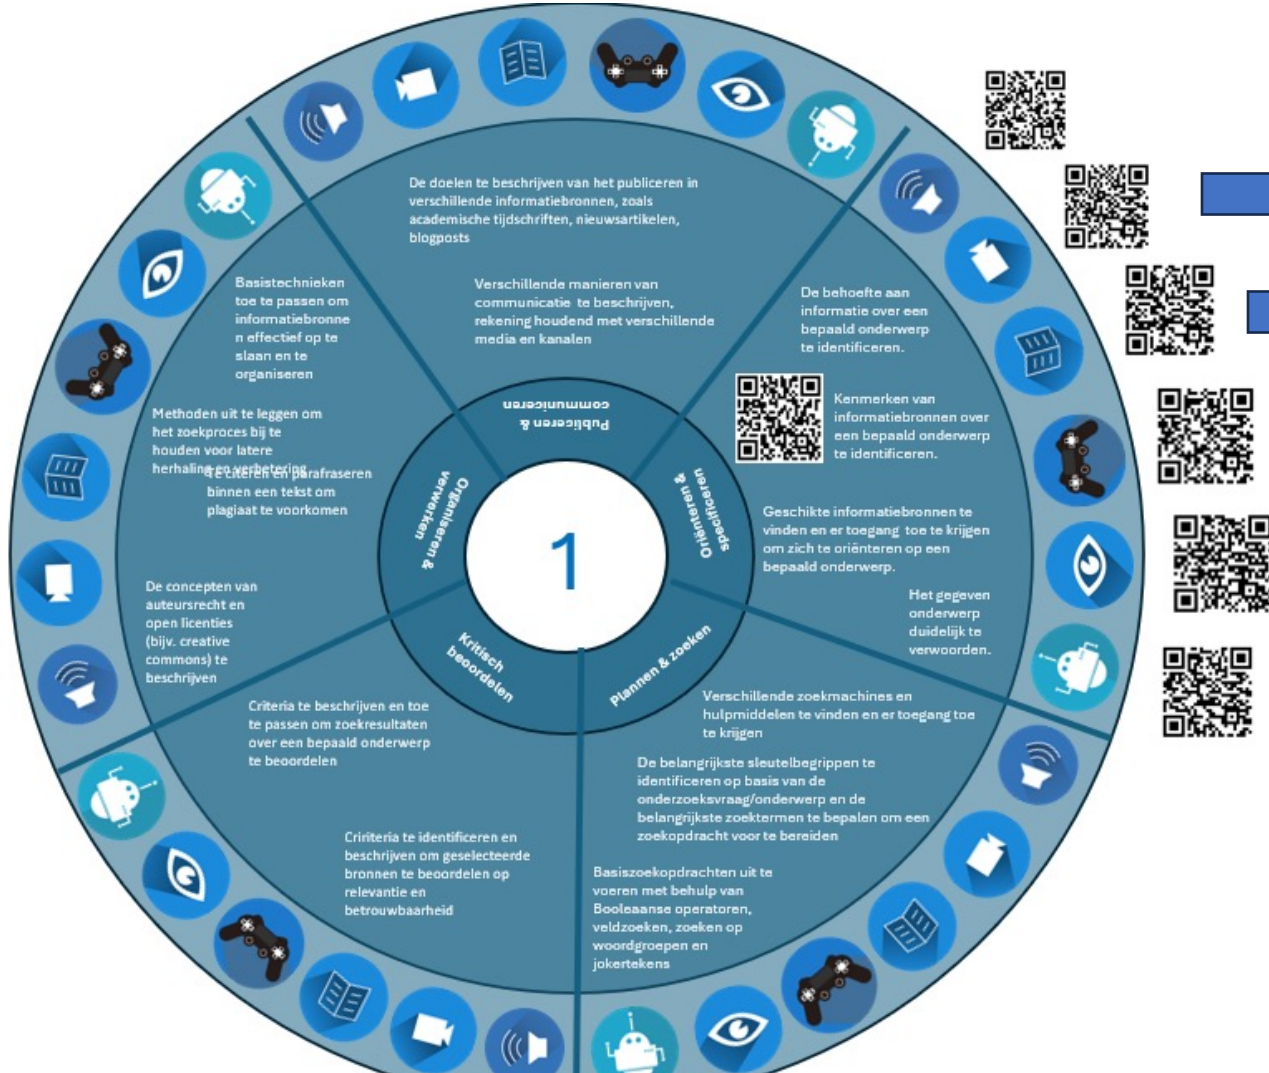 De doelen te beschrijven van het publiceren in
verschillende informatiebronnen, zoals
academische tijdschriften, nieuwsartikelen,
blogposts
Verschillende manieren van
communicatie te beschrijven,
rekening houdend met verschillende
media en kanalen
De behoefte aan
informatie over een
bepaald onderwerp
te identificeren.
Kenmerken van
informatiebronnen over
een bepaald onderwerp
te identificeren.
Geschikte informatiebronnen te
vinden en er toegang toe te krijgen
om zich te oriënteren op een
bepaald onderwerp.
Het gegeven
onderwerp
duidelijk te
verwoorden.
Verschillende zoekmachines en
hulpmiddelen te vinden en er toegang toe
te krijgen
De belangrijkste sleutelbegrippen te
identificeren op basis van de
onderzoeksvraag/onderwerp en de
belangrijkste zoektermen te bepalen om een
zoekopdracht voor te bereiden
Basiszoekopdrachten uit te
voeren met behulp van
Booleaanse operatoren,
veldzoeken, zoeken op
woordgroepen en
jokertekens
Criteria te beschrijven en toe
te passen om zoekresultaten
over een bepaald onderwerp
te beoordelen
Cririteria te identificeren en
beschrijven om geselecteerde
bronnen te beoordelen op
relevantie en
betrouwbaarheid
Basistechnieken
toe te passen om
informatiebronne
n effectief op te
slaan en te
organiseren
Methoden uit te leggen om
het zoekproces bij te
houden voor latere
herhaling en verbetering
Te citeren en parafraseren
binnen een tekst om
plagiaat te voorkomen
De concepten van
auteursrecht en
open licenties
(bijv. creative
commons) te
beschrijven
Publiceren &
communiceren
Oriënteren &
specificeren
Plannen & zoeken
Kritisch
beoordelen
Organiseren &
verwerken
1